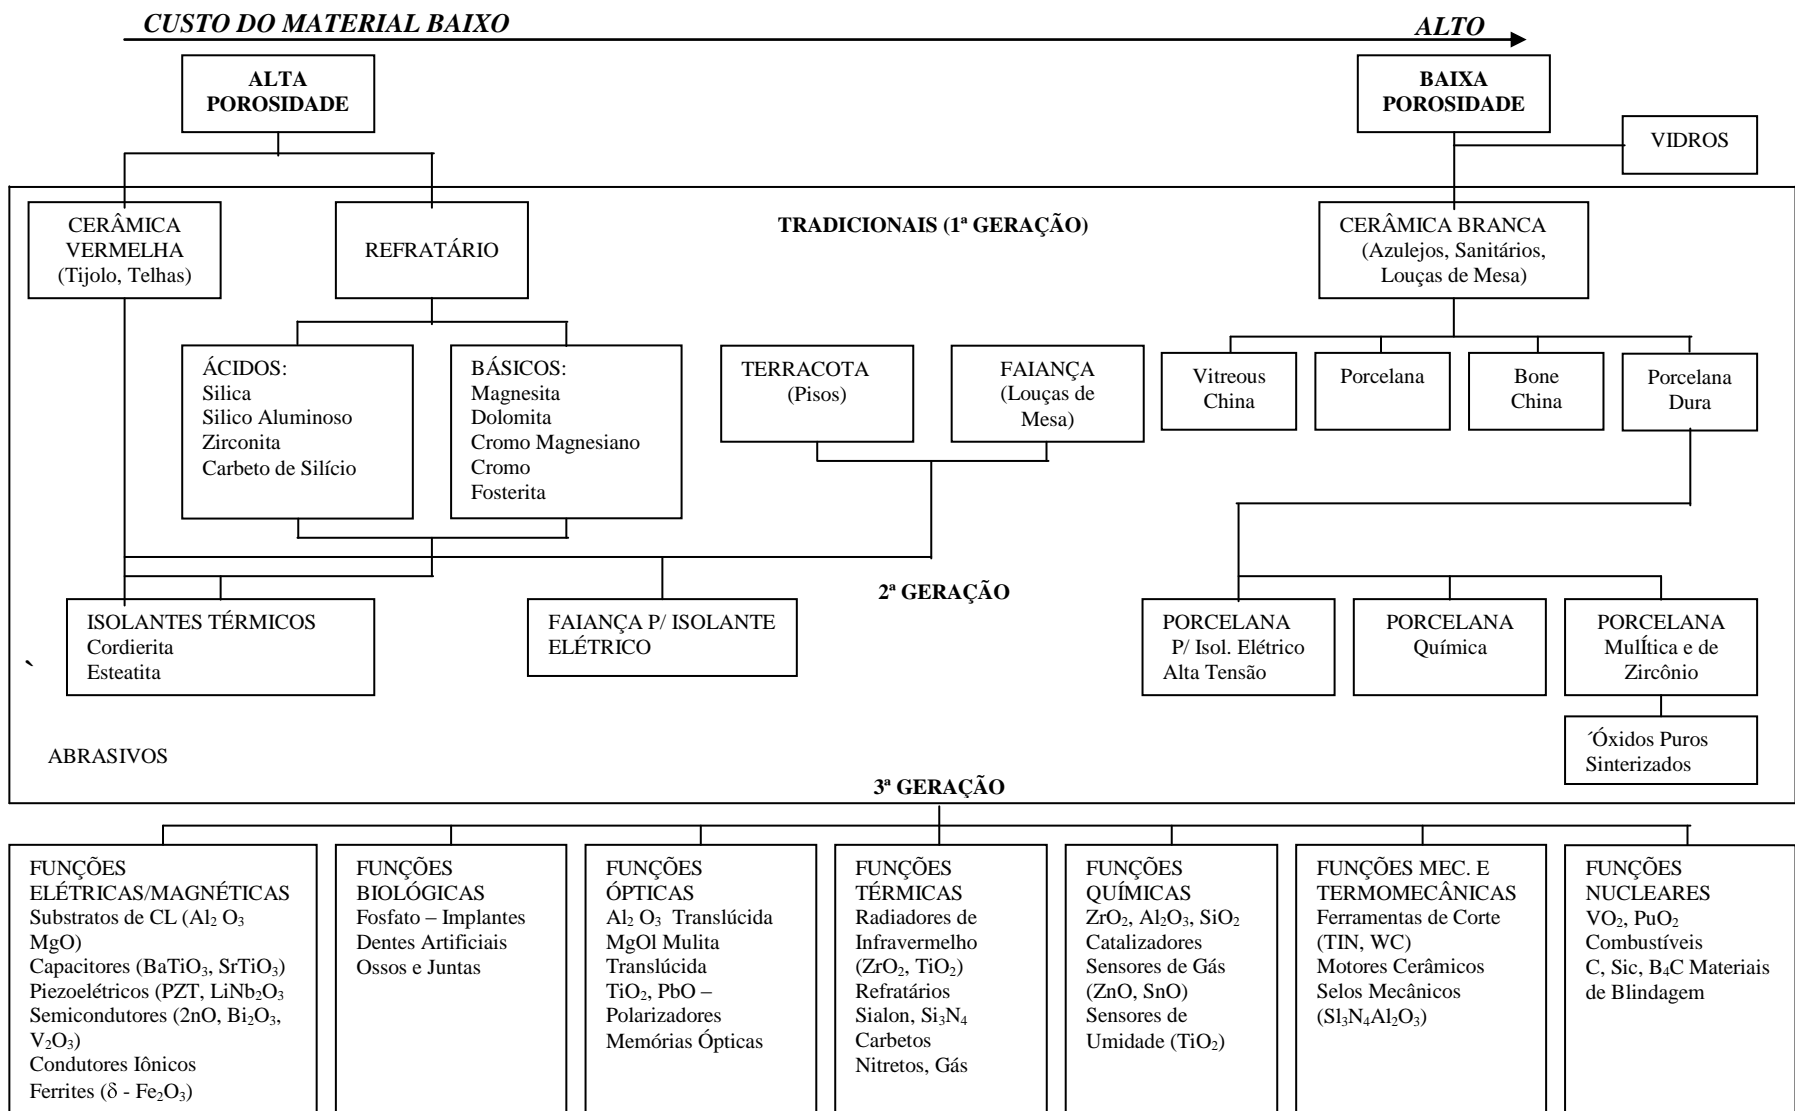 CUSTO DO MATERIAL BAIXO
ALTO
ALTA
POROSIDADE
BAIXA
POROSIDADE
VIDROS
CERÂMICA
VERMELHA
(Tijolo, Telhas)
REFRATÁRIO
TRADICIONAIS (1ª GERAÇÃO)
CERÂMICA BRANCA
(Azulejos, Sanitários,
Louças de Mesa)
ÁCIDOS:
Silica
Silico Aluminoso
Zirconita
Carbeto de Silício
BÁSICOS:
Magnesita
Dolomita
Cromo Magnesiano
Cromo
Fosterita
TERRACOTA
(Pisos)
FAIANÇA
(Louças de
Mesa)
Vitreous
China
Porcelana
Bone
China
Porcelana
Dura
2ª GERAÇÃO
ISOLANTES TÉRMICOS
Cordierita
Esteatita
FAIANÇA P/ ISOLANTE
ELÉTRICO
PORCELANA
P/ Isol. Elétrico
Alta Tensão
PORCELANA
Química
PORCELANA
MulÍtica e de
Zircônio
`
ABRASIVOS
´Óxidos Puros
Sinterizados
3ª GERAÇÃO
FUNÇÕES
ELÉTRICAS/MAGNÉTICAS
Substratos de CL (Al₂ O₃
MgO)
Capacitores (BaTiO₃, SrTiO₃)
Piezoelétricos (PZT, LiNb₂O₃
Semicondutores (2nO, Bi₂O₃,
V₂O₃)
Condutores Iônicos
Ferrites (δ - Fe₂O₃)
FUNÇÕES
BIOLÓGICAS
Fosfato – Implantes
Dentes Artificiais
Ossos e Juntas
FUNÇÕES
ÓPTICAS
Al₂ O₃ Translúcida
MgOl Mulita
Translúcida
TiO₂, PbO –
Polarizadores
Memórias Ópticas
FUNÇÕES
TÉRMICAS
Radiadores de
Infravermelho
(ZrO₂, TiO₂)
Refratários
Sialon, Si₃N₄
Carbetos
Nitretos, Gás
FUNÇÕES
QUÍMICAS
ZrO₂, Al₂O₃, SiO₂
Catalizadores
Sensores de Gás
(ZnO, SnO)
Sensores de
Umidade (TiO₂)
FUNÇÕES MEC. E
TERMOMECÂNICAS
Ferramentas de Corte
(TIN, WC)
Motores Cerâmicos
Selos Mecânicos
(Sl₃N₄Al₂O₃)
FUNÇÕES
NUCLEARES
VO₂, PuO₂
Combustíveis
C, Sic, B₄C Materiais
de Blindagem